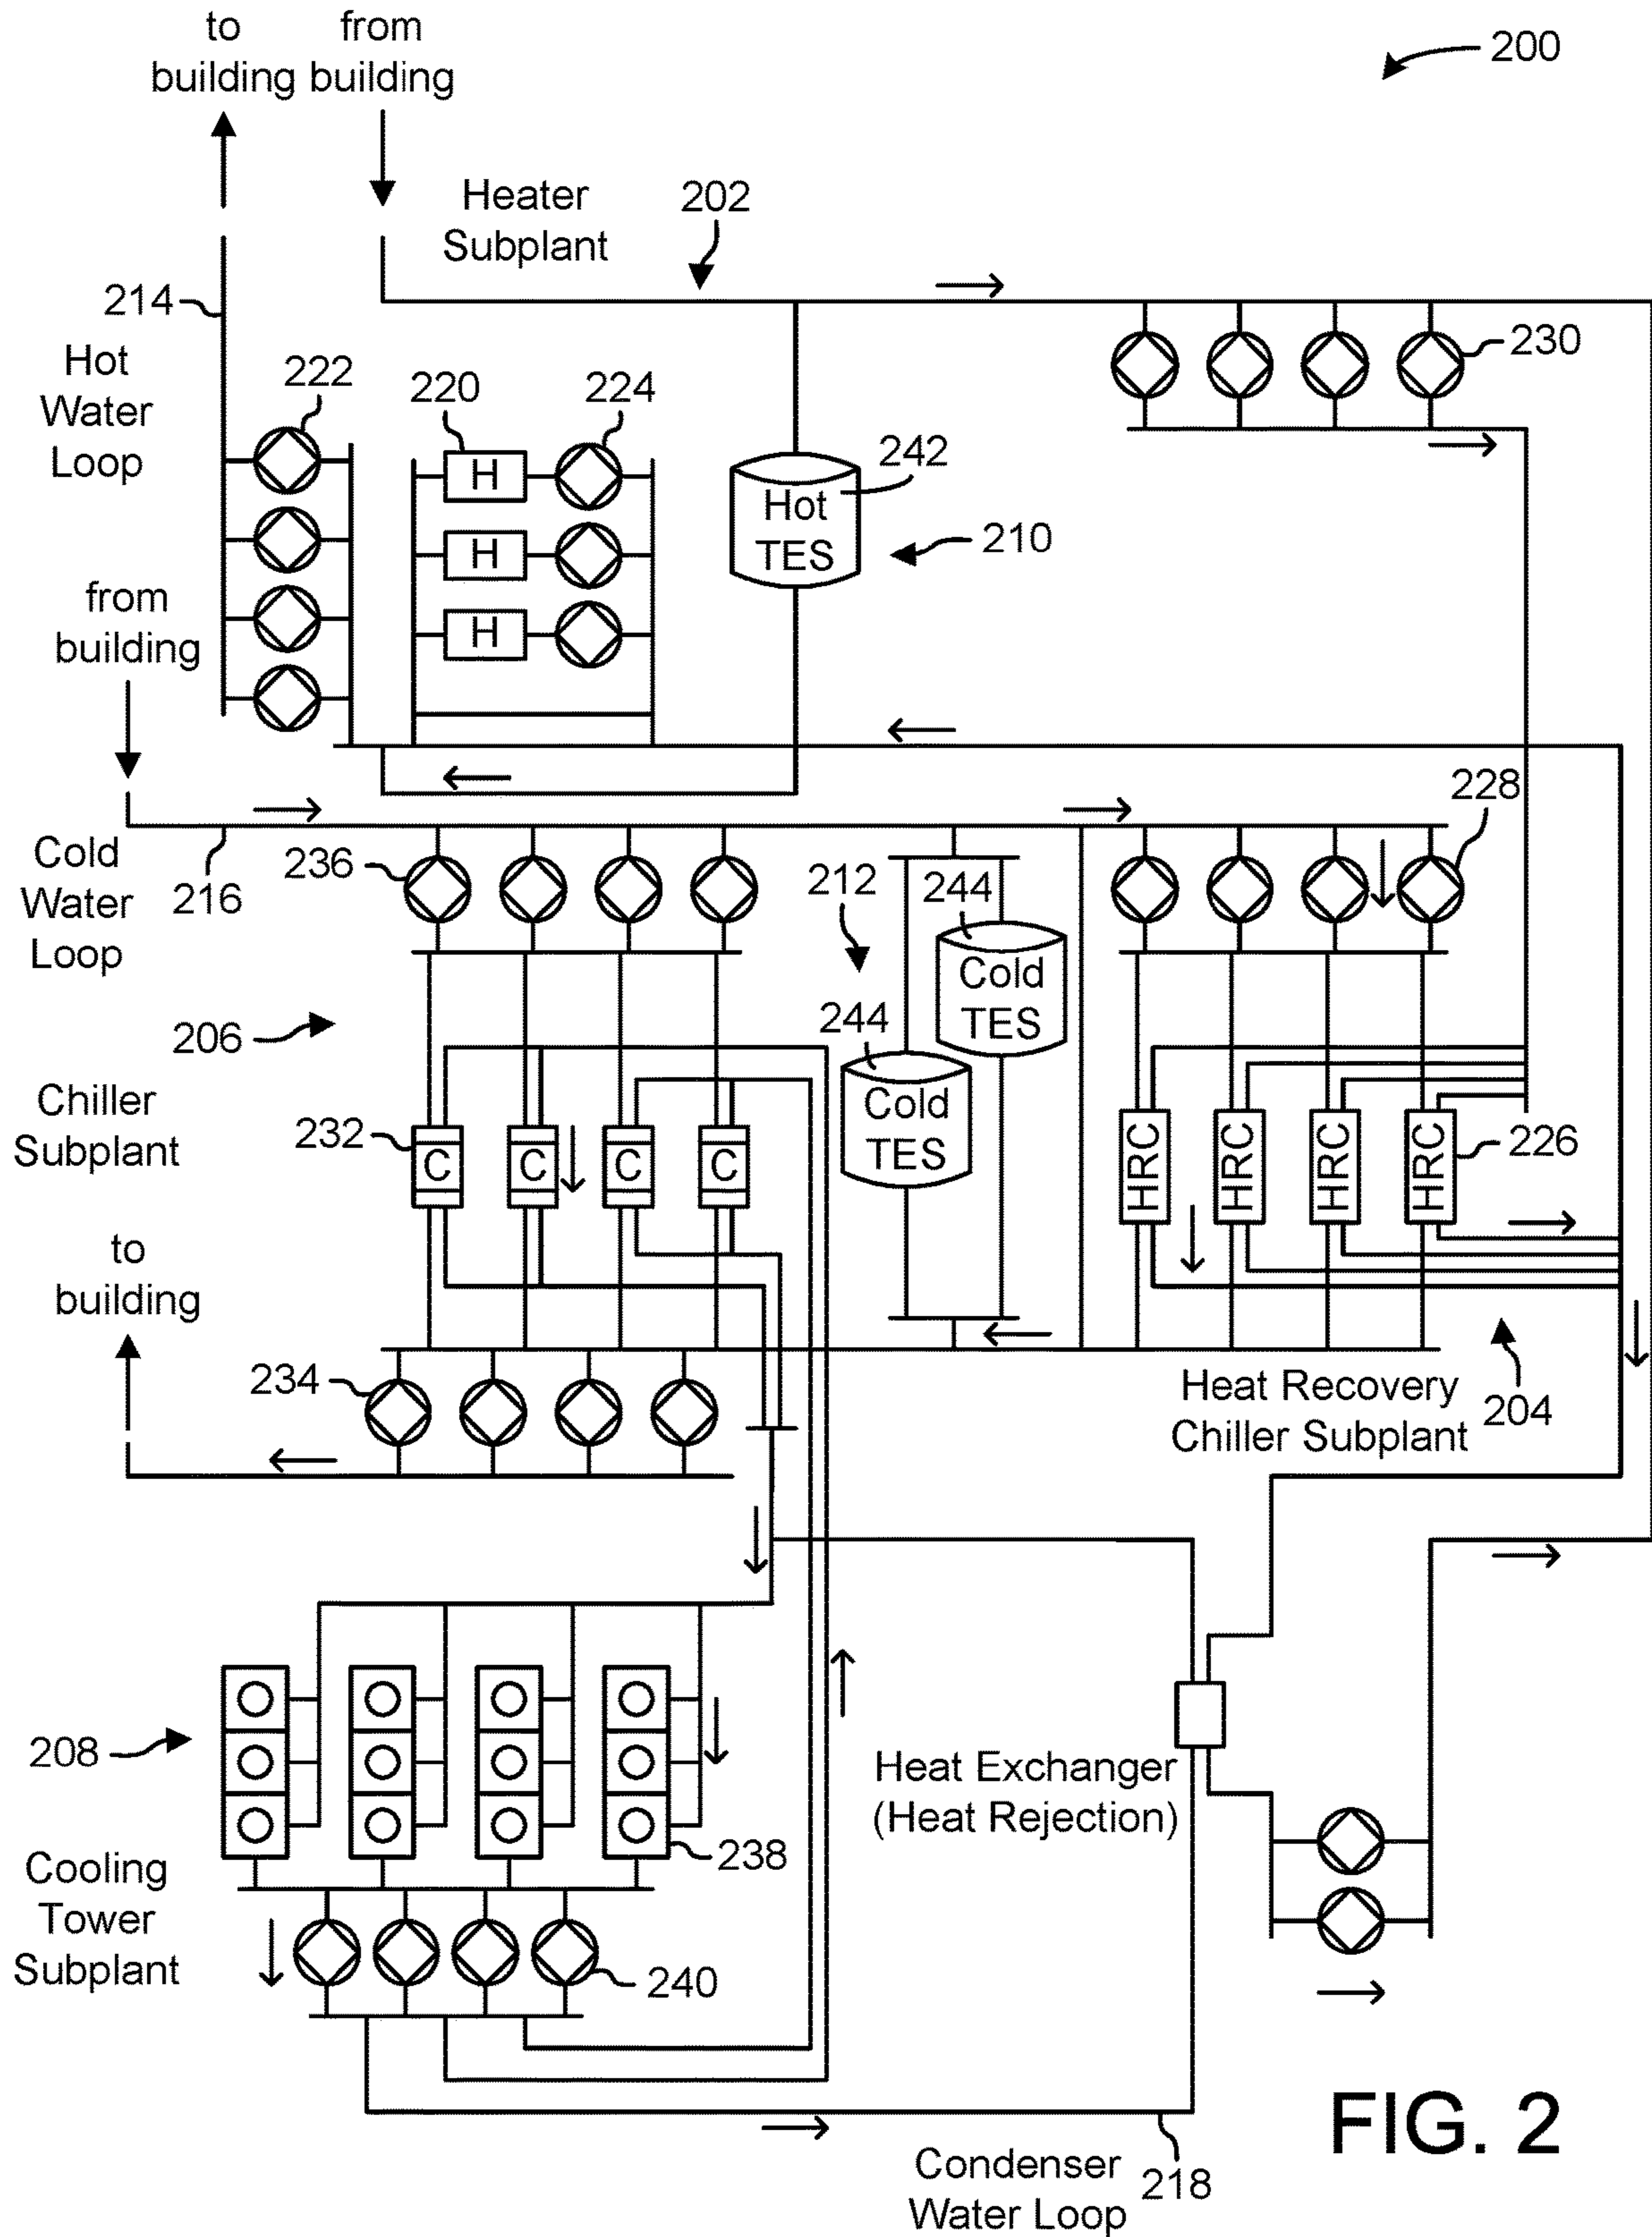 to
building
from
building
200
Heater
Subplant
202
214
Hot
Water
Loop
222
220
224
230
H
H
H
Hot
TES
242
210
from
building
228
Cold
Water
Loop
216
236
212
244
Cold
TES
244
Cold
TES
206
Chiller
Subplant
232
C
C
C
C
HRC
HRC
HRC
HRC
226
to
building
234
Heat Recovery
Chiller Subplant
204
208
Heat Exchanger
(Heat Rejection)
238
Cooling
Tower
Subplant
240
Condenser
Water Loop
218
FIG. 2